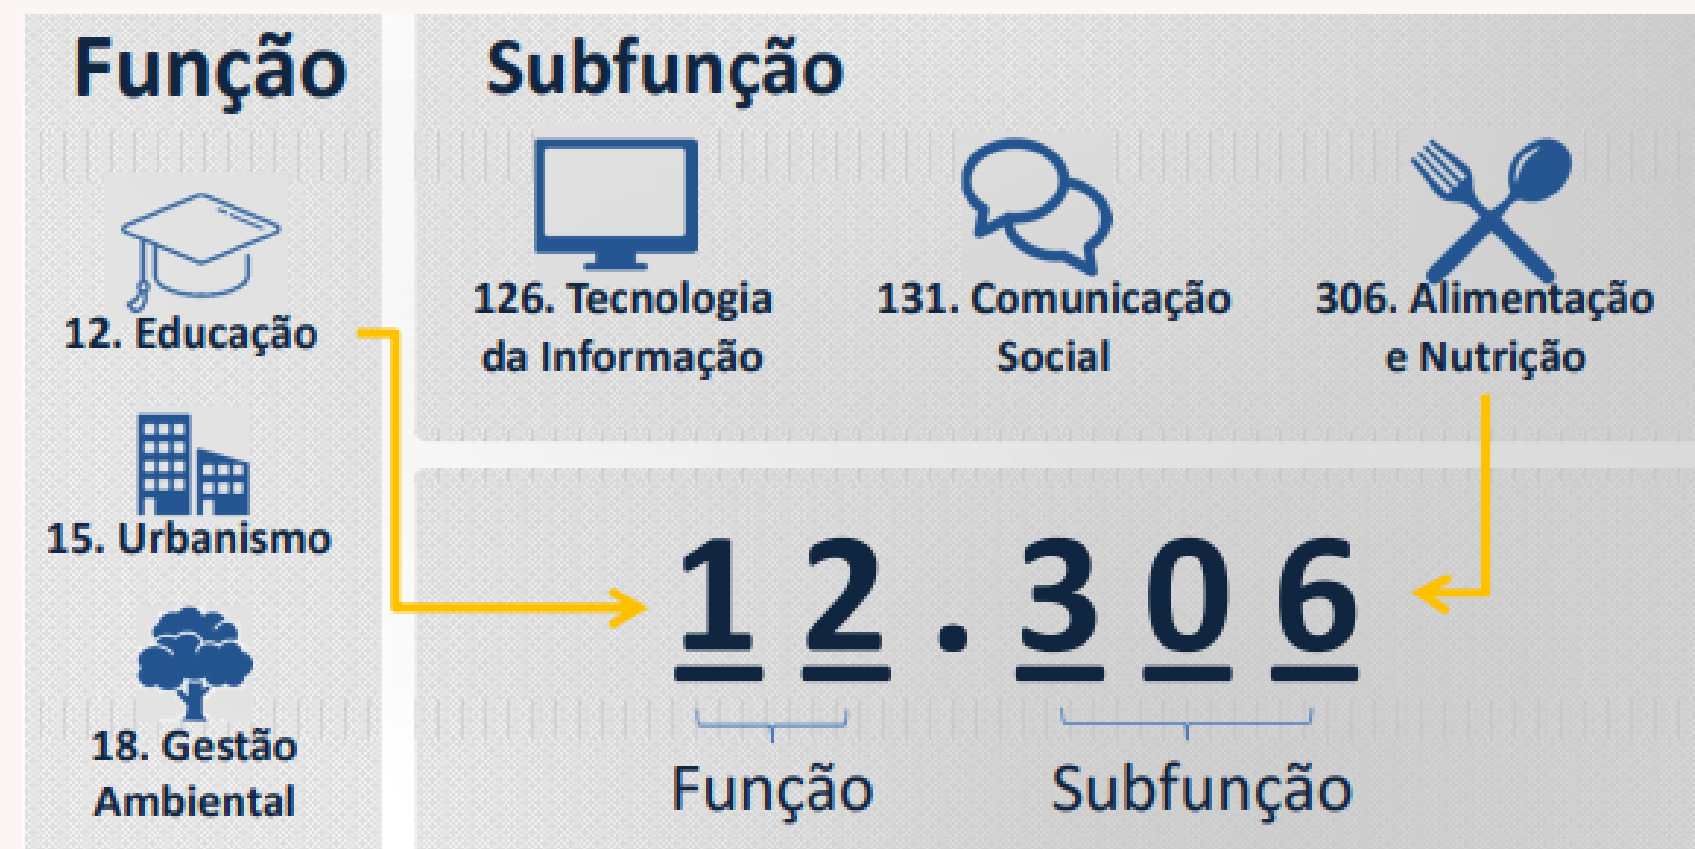 Função
12. Educação
15. Urbanismo
18. Gestão
Ambiental
Subfunção
126. Tecnologia
da Informação
131. Comunicação
Social
306. Alimentação
e Nutrição
12.306
Função
Subfunção